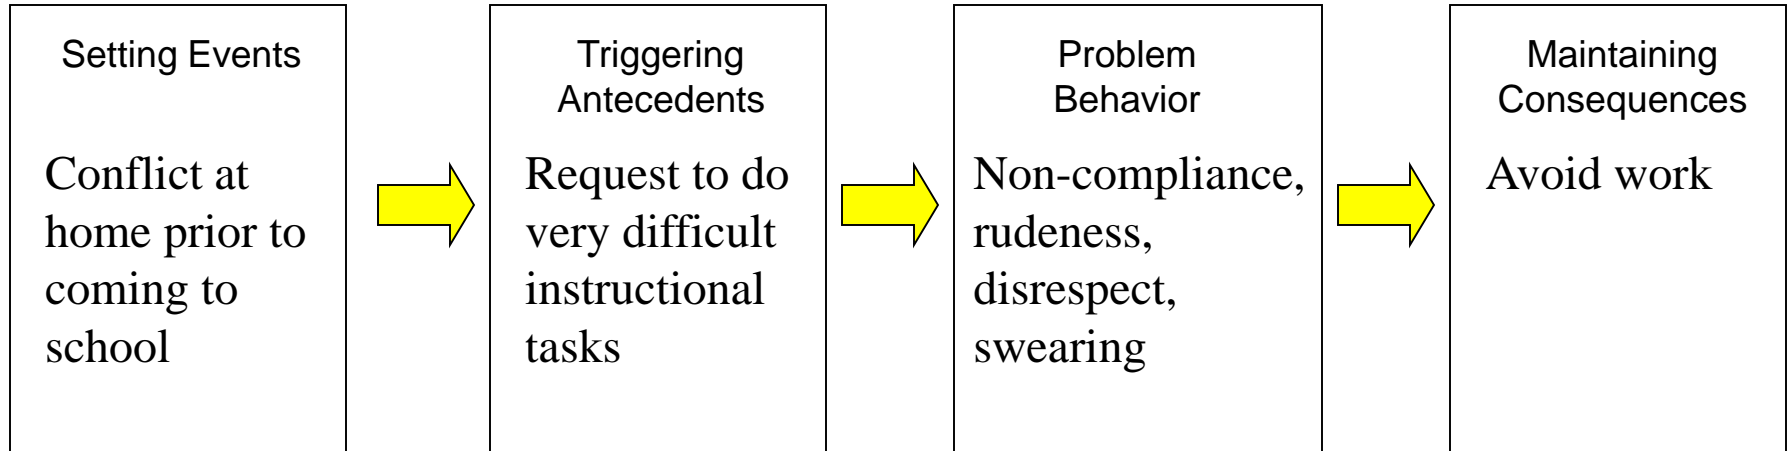 Setting Events
Conflict at
home prior to
coming to
school
Triggering
Antecedents
Request to do
very difficult
instructional
tasks
Problem
Behavior
Non-compliance,
rudeness,
disrespect,
swearing
Maintaining
Consequences
Avoid work